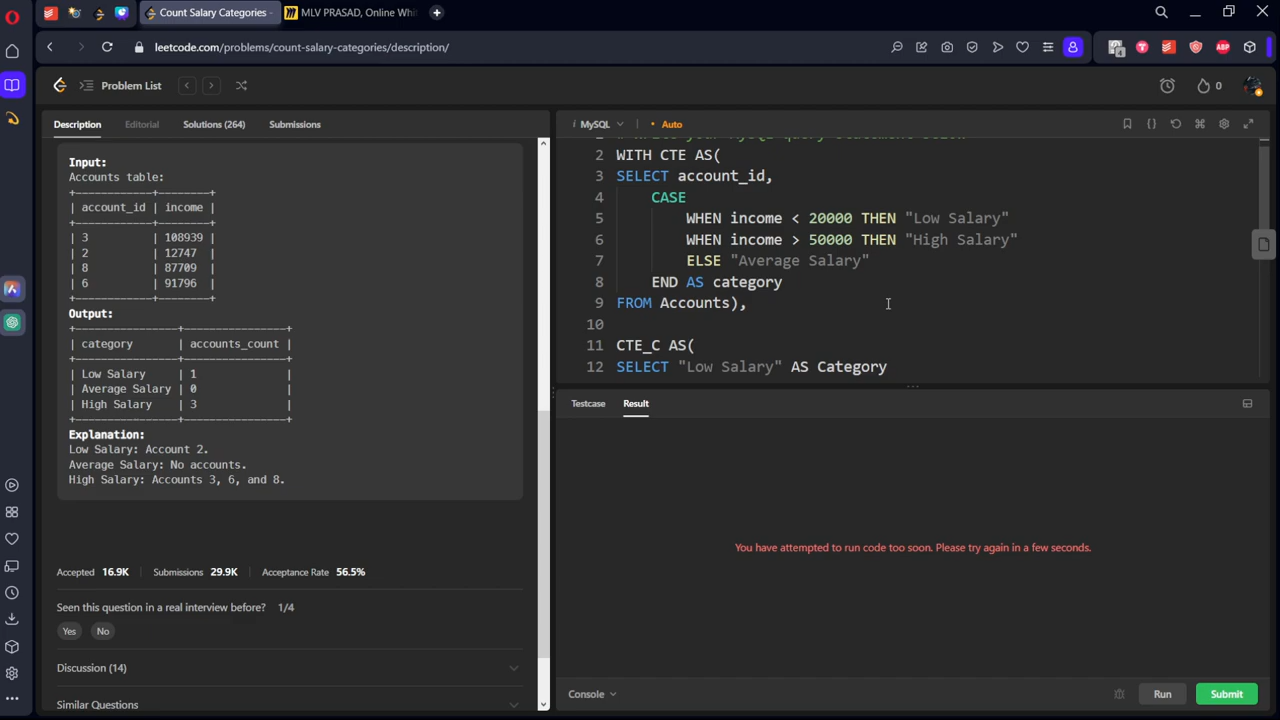 Count Salary Categories -
MLV PRASAD, Online Whit
leetcode.com/problems/count-salary-categories/description/
ABP
Problem List
0
Description
Editorial
Solutions (264)
Submissions
Input:
Accounts table:
+------------+--------+
| account_id | income |
+------------+--------+
| 3          | 108939 |
| 2          | 12747  |
| 8          | 87709  |
| 6          | 91796  |
+------------+--------+
Output:
+----------------+----------------+
| category       | accounts_count |
+----------------+----------------+
| Low Salary     | 1              |
| Average Salary | 0              |
| High Salary    | 3              |
+----------------+----------------+
Explanation:
Low Salary: Account 2.
Average Salary: No accounts.
High Salary: Accounts 3, 6, and 8.
Accepted 16.9K
Submissions 29.9K
Acceptance Rate 56.5%
Seen this question in a real interview before? 1/4
Yes
No
Discussion (14)
Similar Questions
MySQL
Auto
2 WITH CTE AS(
3 SELECT account_id,
4 CASE
5 WHEN income < 20000 THEN "Low Salary"
6 WHEN income > 50000 THEN "High Salary"
7 ELSE "Average Salary"
8 END AS category
9 FROM Accounts),
10
11 CTE_C AS(
12 SELECT "Low Salary" AS Category
Testcase
Result
You have attempted to run code too soon. Please try again in a few seconds.
Console
Run
Submit